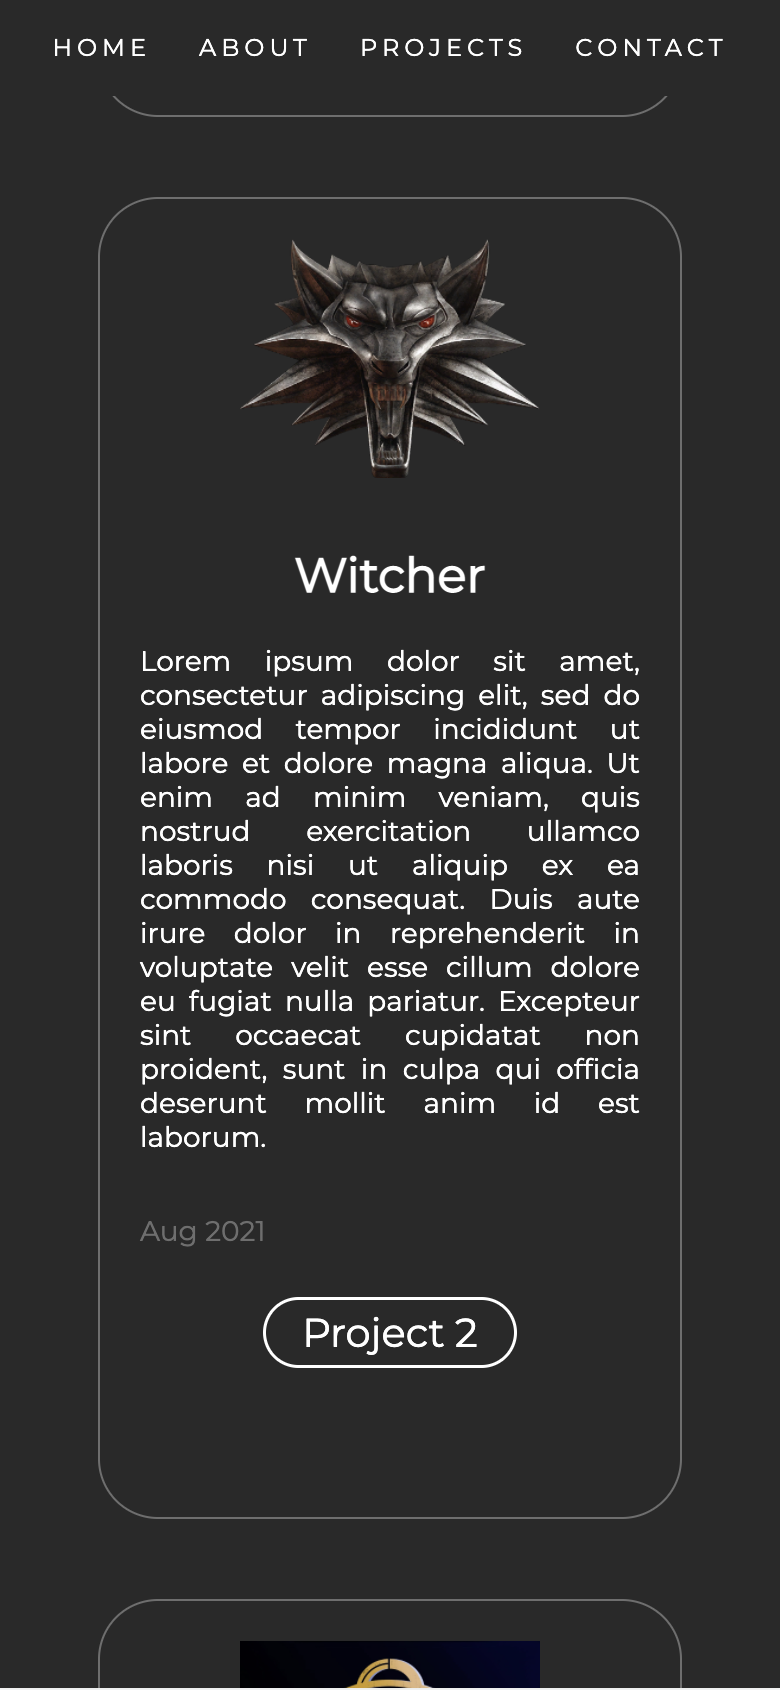 HOME ABOUT PROJECTS CONTACT
Witcher
Lorem ipsum dolor sit amet,
consectetur adipiscing elit, sed do
eiusmod tempor incididunt ut
labore et dolore magna aliqua. Ut
enim ad minim veniam, quis
nostrud exercitation ullamco
laboris nisi ut aliquip ex ea
commodo consequat. Duis aute
irure dolor in reprehenderit in
voluptate velit esse cillum dolore
eu fugiat nulla pariatur. Excepteur
sint occaecat cupidatat non
proident, sunt in culpa qui officia
deserunt mollit anim id est
laborum.
Aug 2021
Project 2